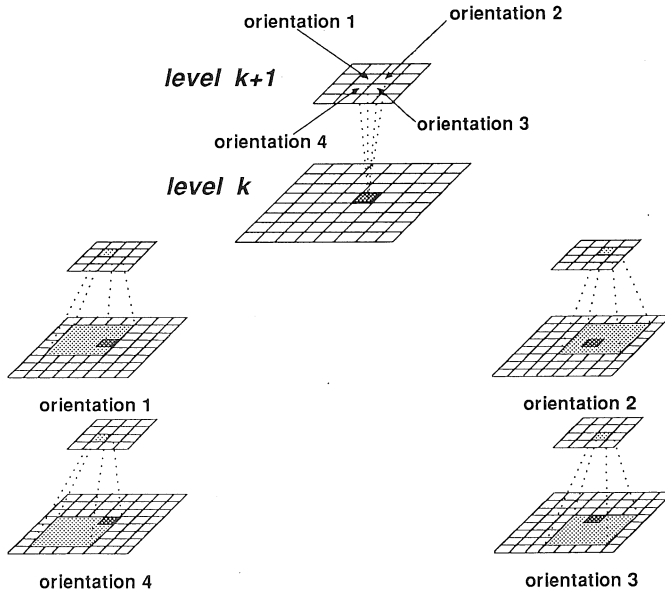 orientation 1
orientation 2
level k+1
orientation 4
orientation 3
level k
orientation 1
orientation 2
orientation 4
orientation 3